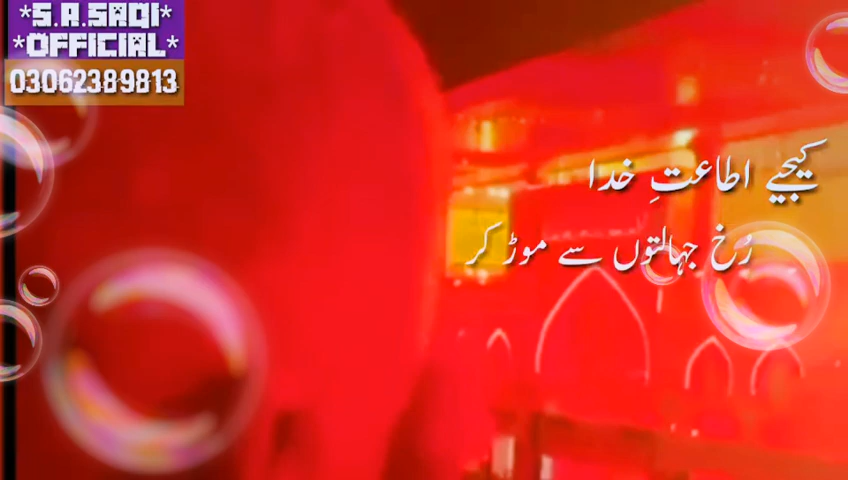 *S.A.SAQI*
*OFFICIAL*
03062389813
کیجیے اطاعتِ خدا
رُخ جہالتوں سے موڑ کر